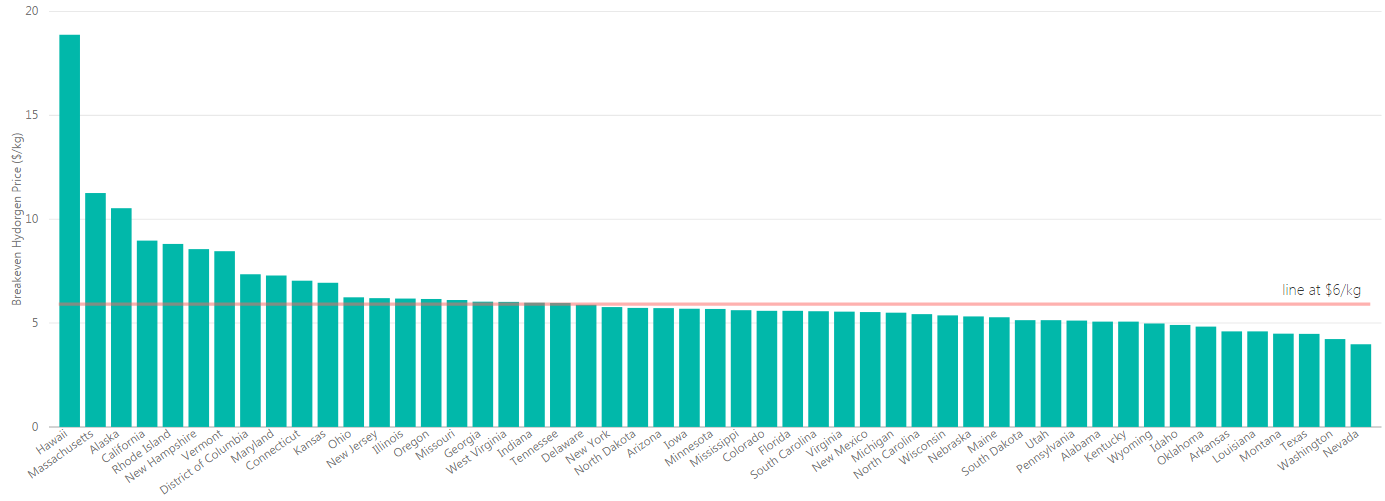 20
15
10
5
0
Breakeven Hydorgen Price ($/kg)
line at $6/kg
Hawaii
Massachusetts
Alaska
California
Rhode Island
New Hampshire
Vermont
District of Columbia
Maryland
Connecticut
Kansas
Ohio
New Jersey
Illinois
Oregon
Missouri
Georgia
West Virginia
Indiana
Tennessee
Delaware
New York
North Dakota
Arizona
Iowa
Minnesota
Mississippi
Colorado
Florida
South Carolina
Virginia
New Mexico
Michigan
North Carolina
Wisconsin
Nebraska
Maine
South Dakota
Utah
Pennsylvania
Alabama
Kentucky
Wyoming
Idaho
Oklahoma
Arkansas
Louisiana
Montana
Texas
Washington
Nevada